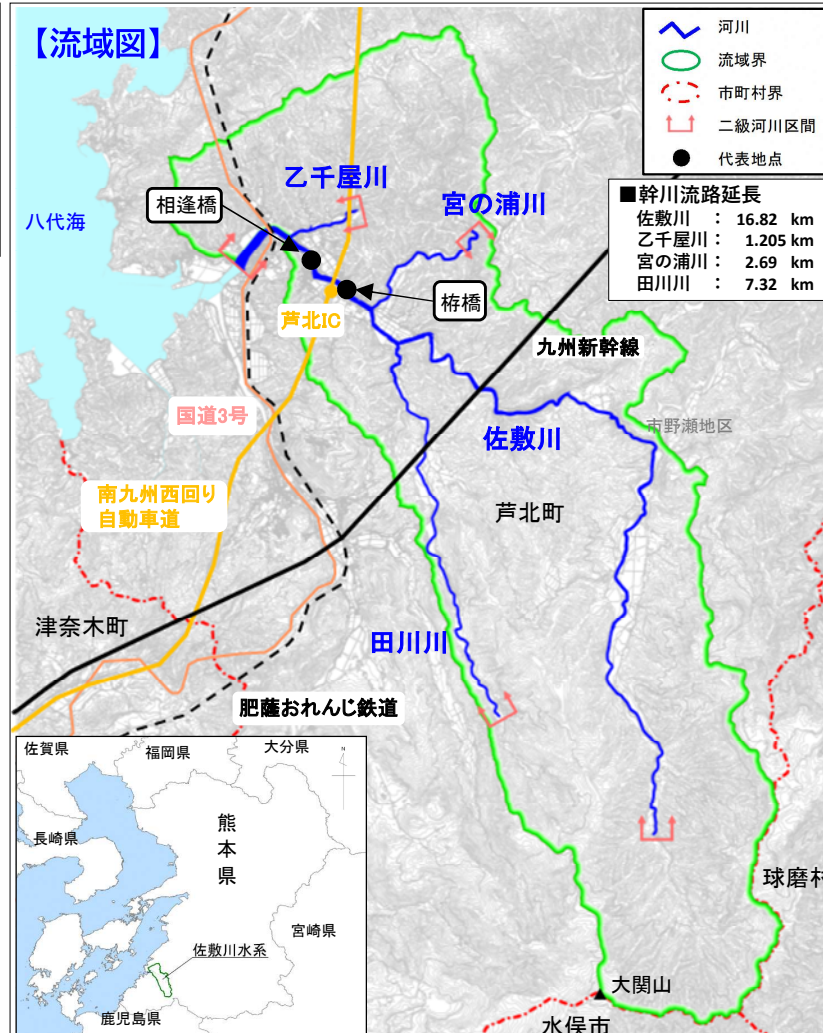 【流域図】
河川
流域界
市町村界
二級河川区間
代表地点
■幹川流路延長
佐敷川 : 16.82 km
乙千屋川: 1.205 km
宮の浦川: 2.69 km
田川川 : 7.32 km
乙千屋川
宮の浦川
相逢橋
八代海
芦北IC
栫橋
九州新幹線
国道3号
佐敷川
市野瀬地区
南九州西回り
自動車道
芦北町
津奈木町
田川川
肥薩おれんじ鉄道
球磨村
大関山
水俣市
佐賀県
福岡県
大分県
N
長崎県
熊本県
宮崎県
佐敷川水系
鹿児島県